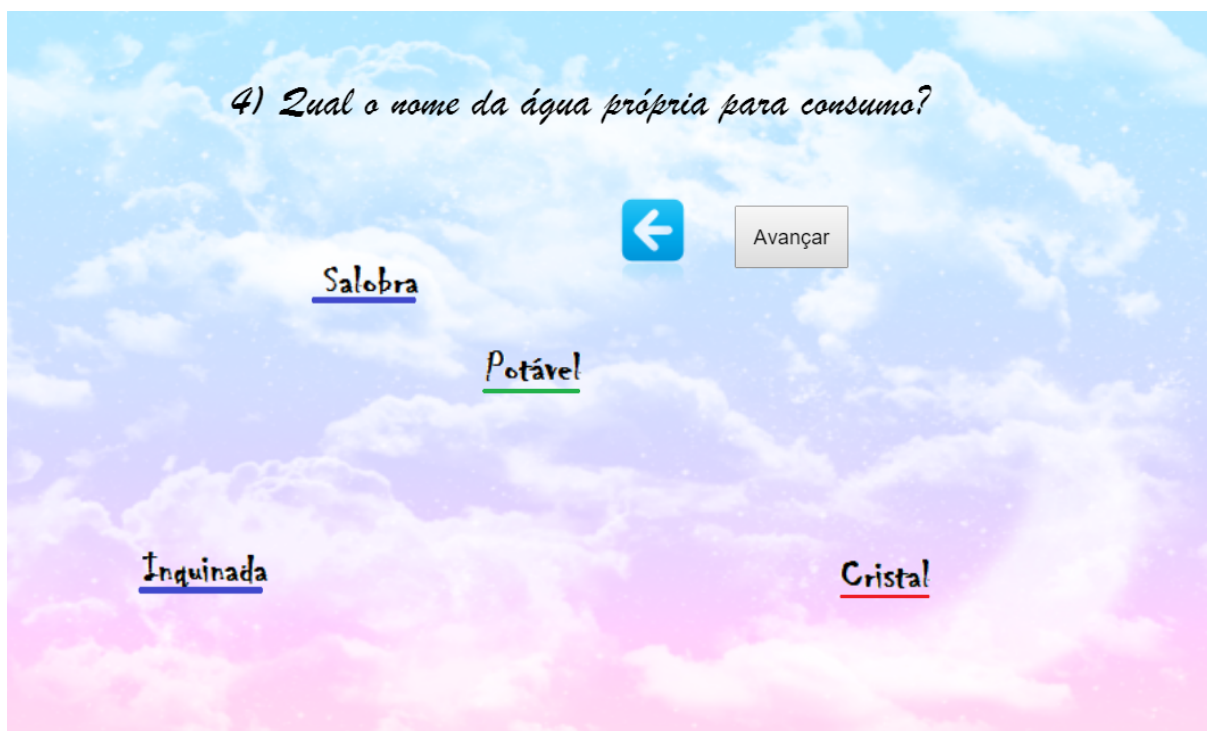 4) Qual o nome da água própria para consumo?
Avançar
Salobra
Potável
Inquinada
Cristal